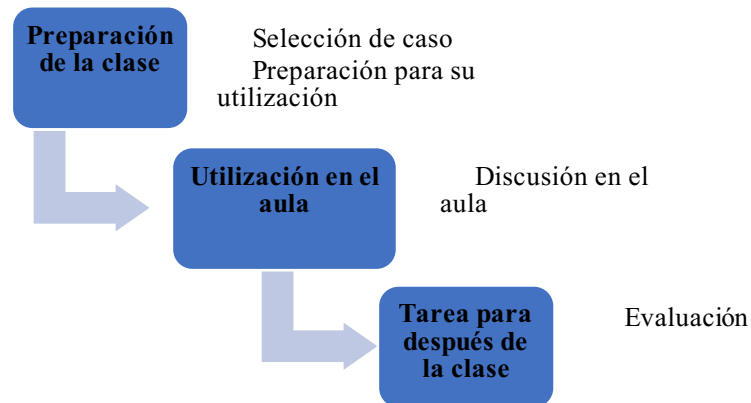 Preparación
de la clase
Selección de caso
Preparación para su
utilización
Utilización en el
aula
Discusión en el
aula
Tarea para
después de
la clase
Evaluación